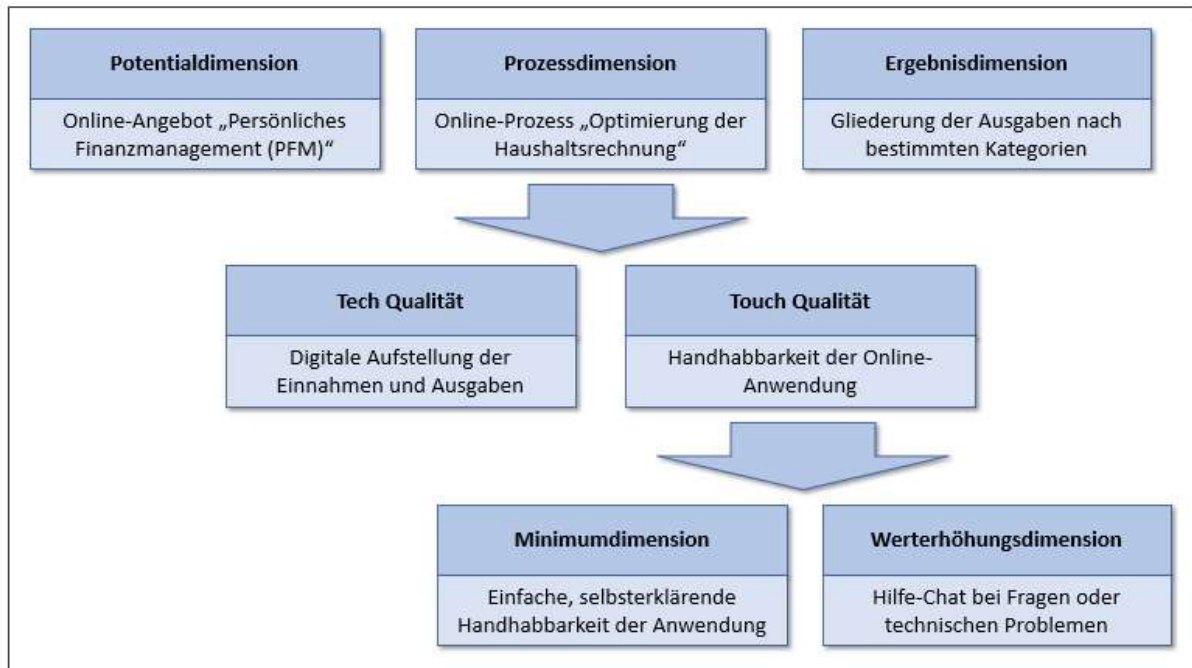 Potentialdimension
Online-Angebot „Persönliches
Finanzmanagement (PFM)“
Prozessdimension
Online-Prozess „Optimierung der
Haushaltsrechnung“
Ergebnisdimension
Gliederung der Ausgaben nach
bestimmten Kategorien
Tech Qualität
Digitale Aufstellung der
Einnahmen und Ausgaben
Touch Qualität
Handhabbarkeit der Online-
Anwendung
Minimumdimension
Einfache, selbsterklärende
Handhabbarkeit der Anwendung
Werterhöhungsdimension
Hilfe-Chat bei Fragen oder
technischen Problemen